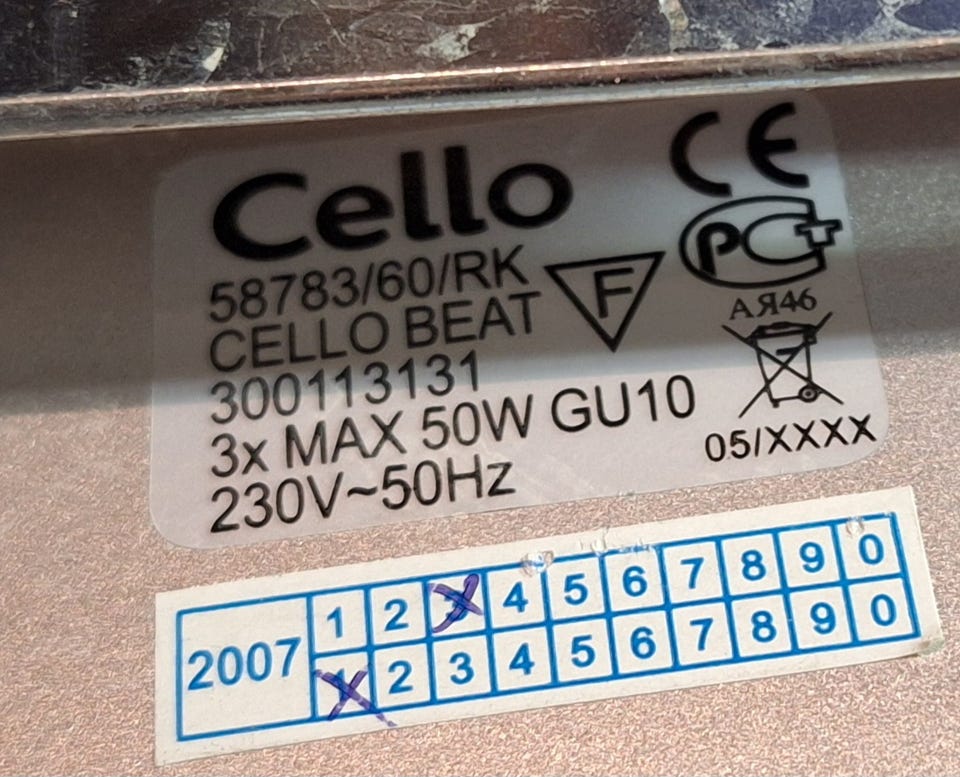 Cello
CE
58783/60/RK
F
РСТ
CELLO BEAT
АЯ46
300113131
3x MAX 50W GU10
05/XXXX
230V~50Hz
2007
1 2 3 4 5 6 7 8 9 0
1 2 3 4 5 6 7 8 9 0